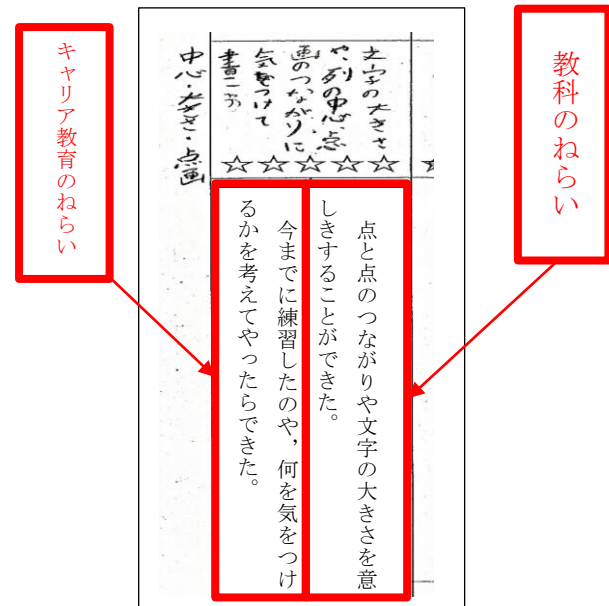 教科のねらい
文字の大きさ
や、列の中心、点
画のつながりに
気をつけて
書こう
☆☆☆☆☆
中心・大きさ・点画
点と点のつながりや文字の大きさを意
しきすることができた。
今までに練習したのや，何を気をつけ
るかを考えてやったらできた。
キャリア教育のねらい